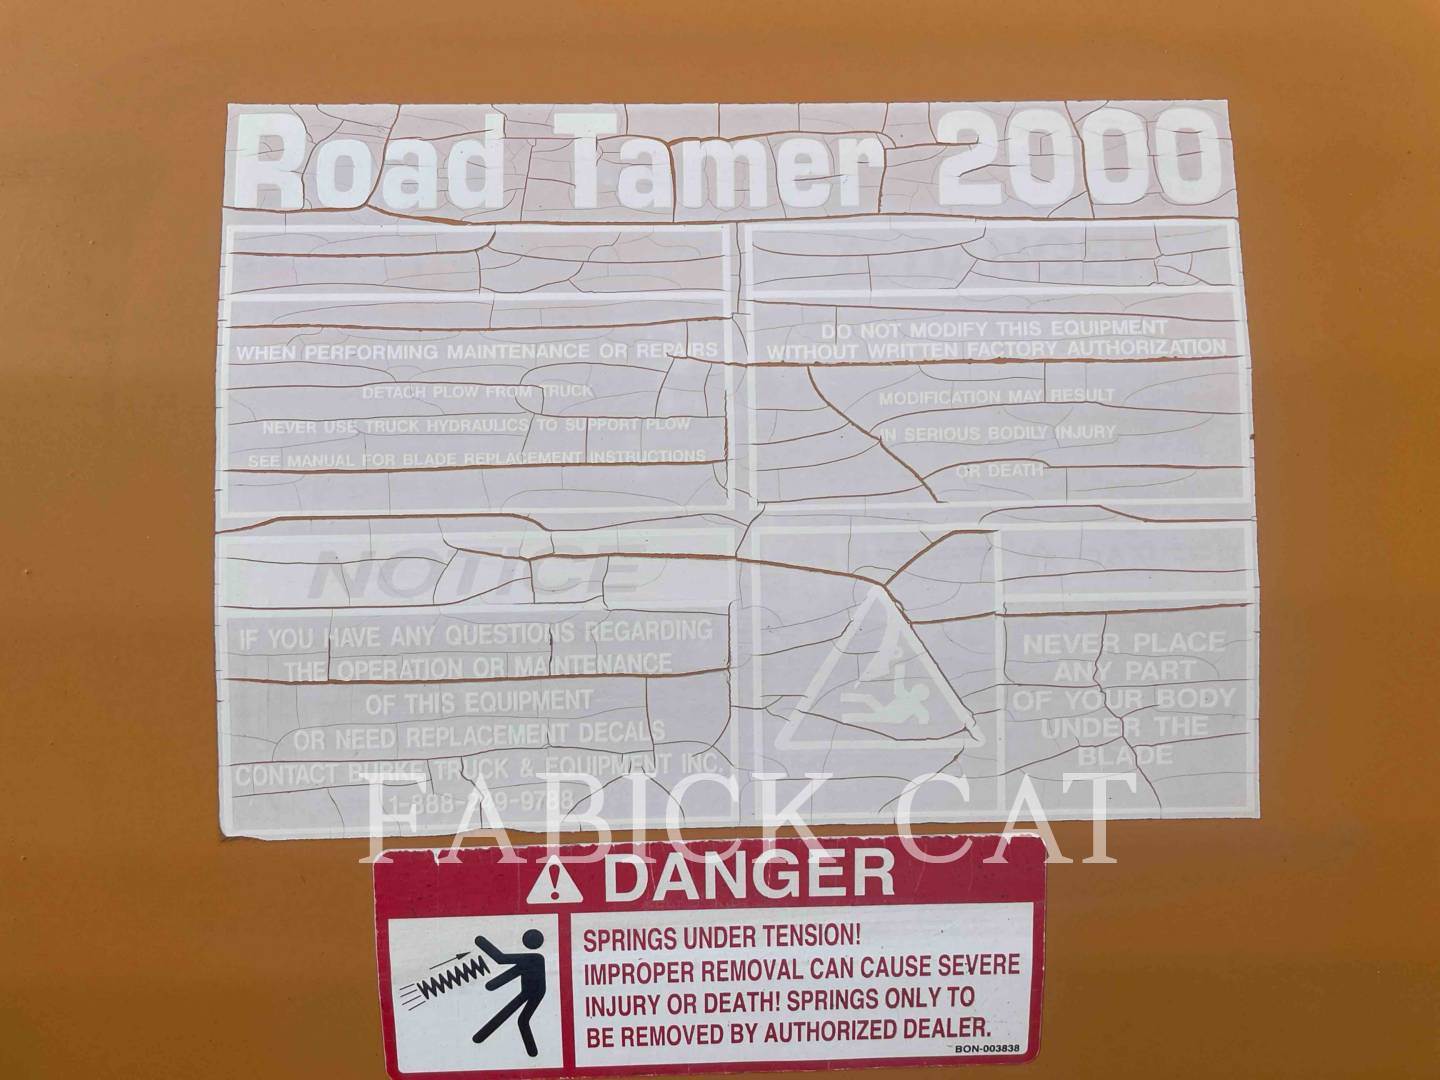 Road Tamer 2000
WHEN PERFORMING MAINTENANCE OR REPAIRS
DETACH PLOW FROM TRUCK
NEVER USE TRUCK HYDRAULICS TO SUPPORT PLOW
SEE MANUAL FOR BLADE REPLACEMENT INSTRUCTIONS
DO NOT MODIFY THIS EQUIPMENT
WITHOUT WRITTEN FACTORY AUTHORIZATION
MODIFICATION MAY RESULT
IN SERIOUS BODILY INJURY
OR DEATH
NOTICE
IF YOU HAVE ANY QUESTIONS REGARDING
THE OPERATION OR MAINTENANCE
OF THIS EQUIPMENT
OR NEED REPLACEMENT DECALS
CONTACT BURKE TRUCK & EQUIPMENT INC.
NEVER PLACE
ANY PART
OF YOUR BODY
UNDER THE
BLADE
FABICK CAT
DANGER
SPRINGS UNDER TENSION!
IMPROPER REMOVAL CAN CAUSE SEVERE
INJURY OR DEATH! SPRINGS ONLY TO
BE REMOVED BY AUTHORIZED DEALER.
BON-003838